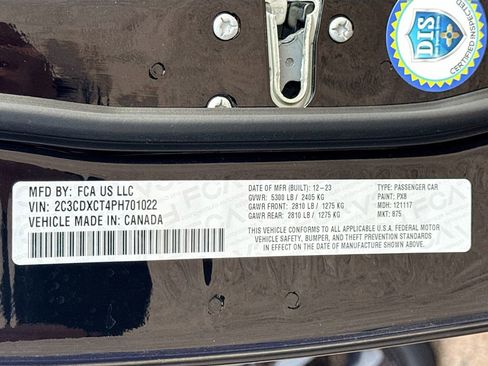 DIS
INSPECTED
MFD BY: FCA US LLC
VIN: 2C3CDXCT4PH701022
VEHICLE MADE IN CANADA
DATE OF MFR (BUILT): 12-23
GVWR: 5300 LB / 2405 KG
GAWR FRONT: 2810 LB / 1275 KG
GAWR REAR: 2810 LB / 1275 KG
TYPE: PASSENGER CAR
PAINT: PX8
MDH: 121117
MKT: 875
THIS VEHICLE CONFORMS TO ALL APPLICABLE U.S.A. FEDERAL MOTOR
VEHICLE SAFETY, BUMPER, AND THEFT PREVENTION STANDARDS IN
EFFECT ON THE DATE OF MANUFACTURE SHOWN ABOVE.